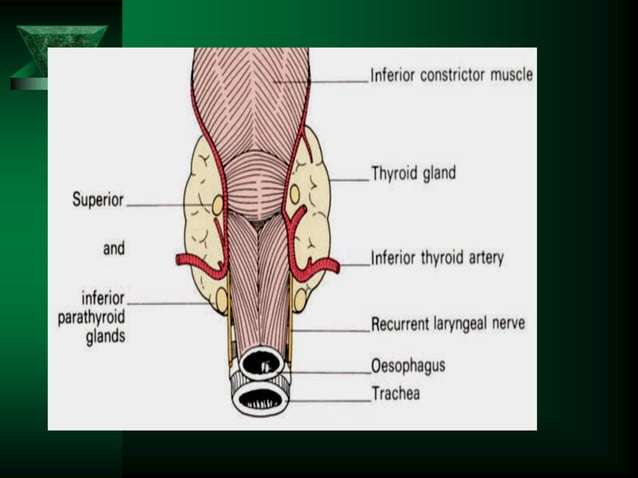 Inferior constrictor muscle
Thyroid gland
Superior
and
Inferior thyroid artery
inferior
parathyroid
glands
Recurrent laryngeal nerve
Oesophagus
Trachea